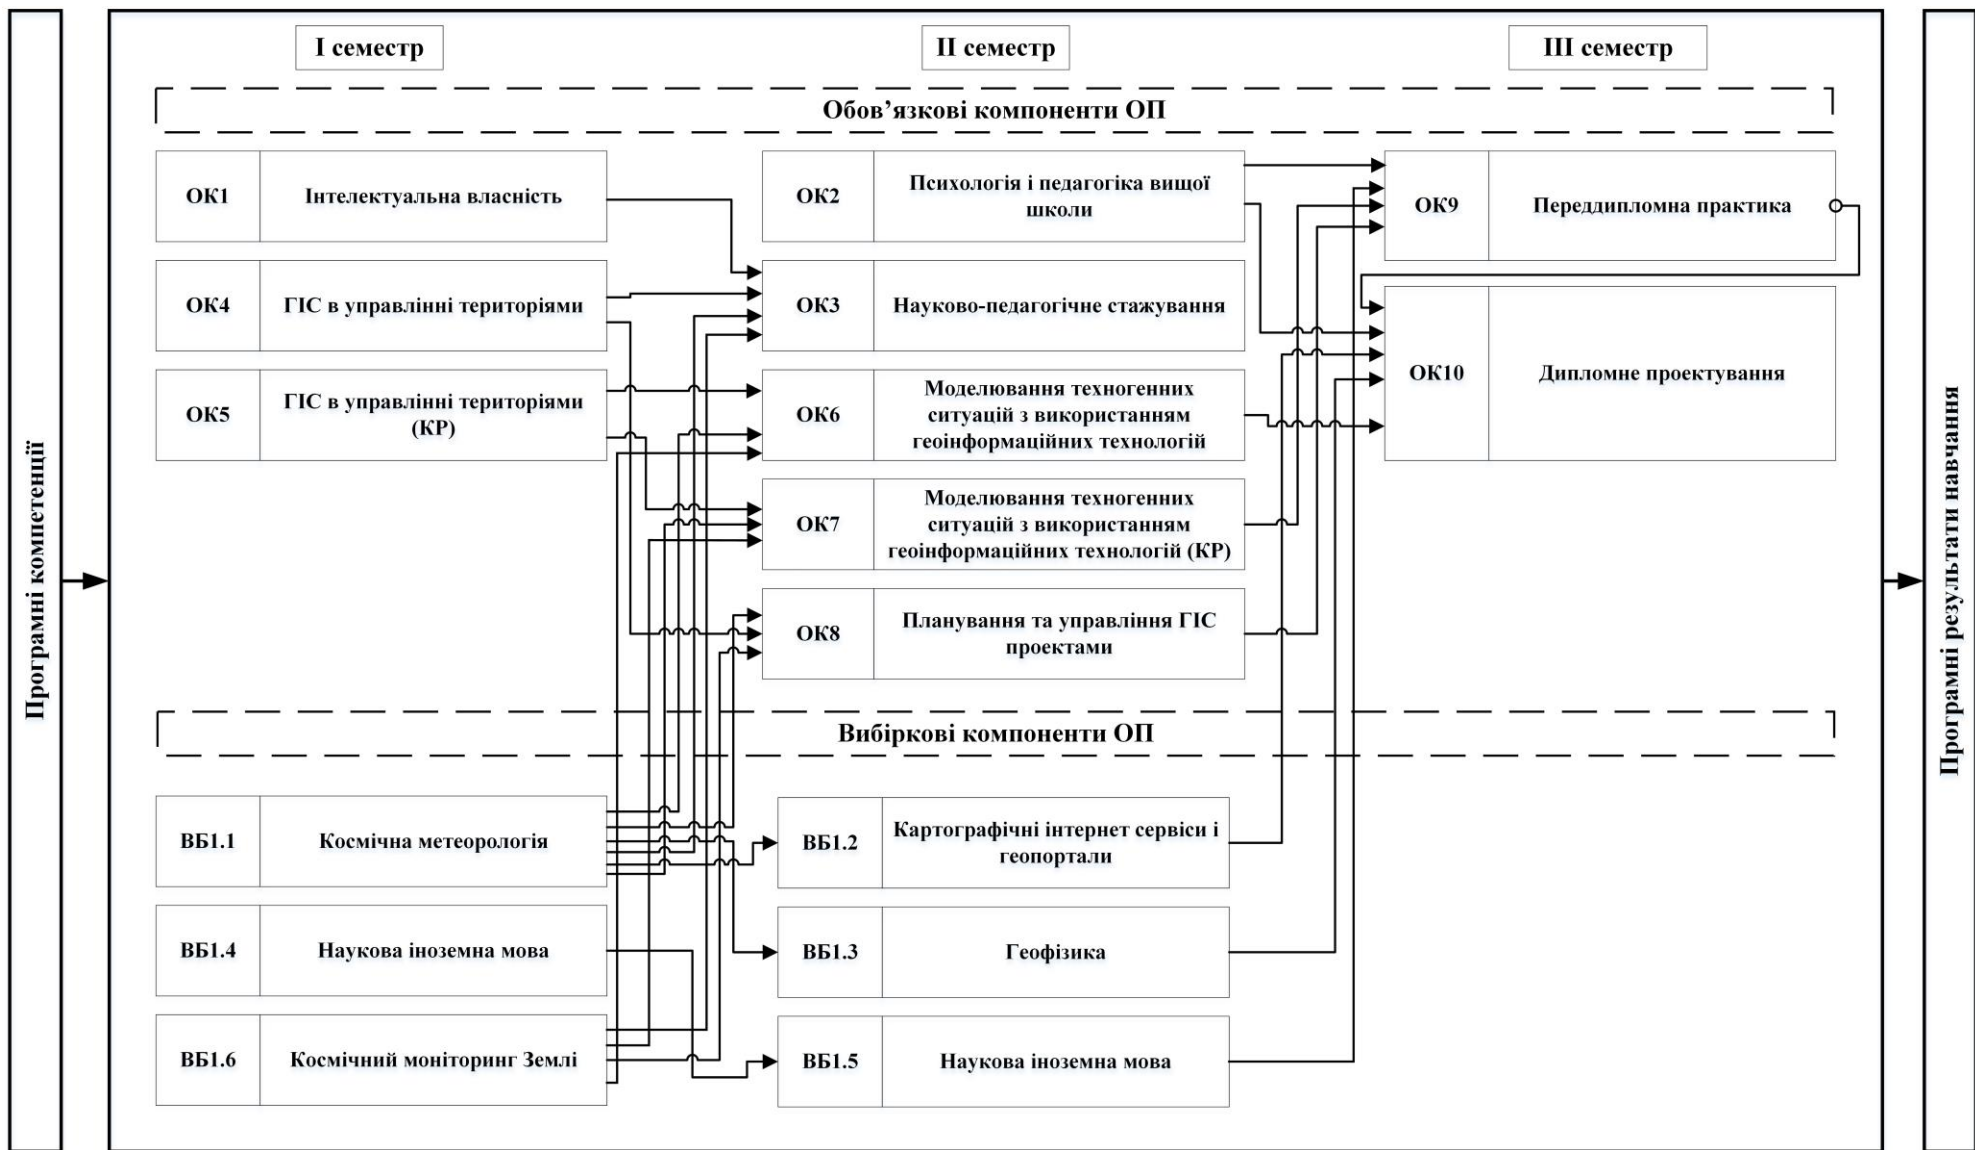 Програмні компетенції
І семестр
ІІ семестр
ІІІ семестр
Обов’язкові компоненти ОП
ОК1
Інтелектуальна власність
ОК2
Психологія і педагогіка вищої
школи
ОК9
Переддипломна практика
ОК4
ГІС в управлінні територіями
ОК3
Науково-педагогічне стажування
ОК10
Дипломне проектування
ОК5
ГІС в управлінні територіями
(КР)
ОК6
Моделювання техногенних
ситуацій з використанням
геоінформаційних технологій
ОК7
Моделювання техногенних
ситуацій з використанням
геоінформаційних технологій (КР)
ОК8
Планування та управління ГІС
проектами
Вибіркові компоненти ОП
ВБ1.1
Космічна метеорологія
ВБ1.2
Картографічні інтернет сервіси і
геопортали
ВБ1.4
Наукова іноземна мова
ВБ1.3
Геофізика
ВБ1.6
Космічний моніторинг Землі
ВБ1.5
Наукова іноземна мова
Програмні результати навчання